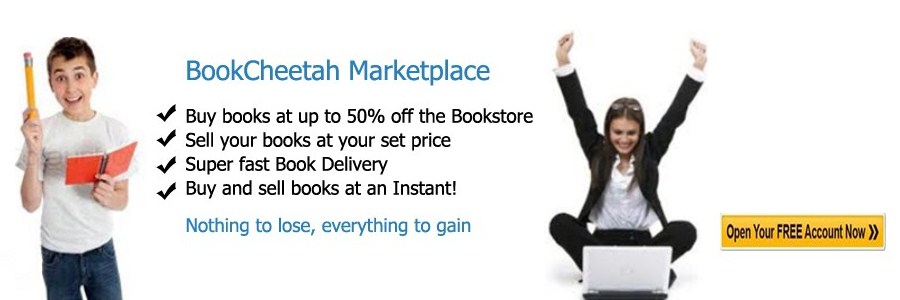 BookCheetah Marketplace
Buy books at up to 50% off the Bookstore
Sell your books at your set price
Super fast Book Delivery
Buy and sell books at an Instant!
Nothing to lose, everything to gain
Open Your FREE Account Now »